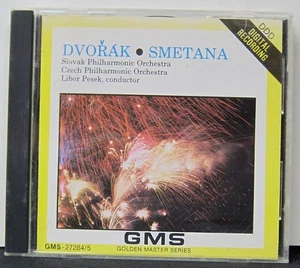 DDD
DIGITAL
RECORDING
DVOŘÁK • SMETANA
Slovak Philharmonic Orchestra
Czech Philharmonic Orchestra
Libor Pesek, conductor
GMS
GMS-27284/5
GOLDEN MASTER SERIES